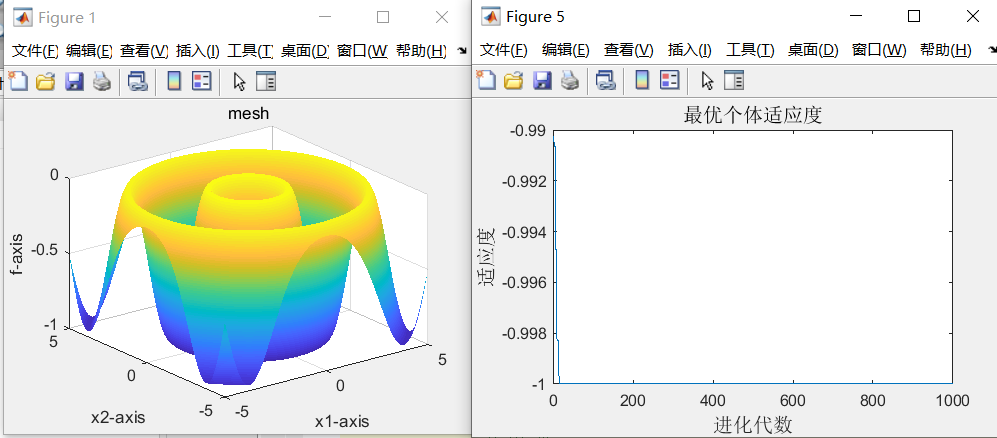 Figure 1
文件(F) 编辑(E) 查看(V) 插入(I) 工具(T) 桌面(D) 窗口(W 帮助(H)
mesh
0
-0.5
-1
f-axis
5
0
-5
x2-axis
-5
0
5
x1-axis
Figure 5
文件(F) 编辑(E) 查看(V) 插入(I) 工具(T) 桌面(D) 窗口(W) 帮助(H)
最优个体适应度
-0.99
-0.992
-0.994
-0.996
-0.998
-1
适应度
0 200 400 600 800 1000
进化代数